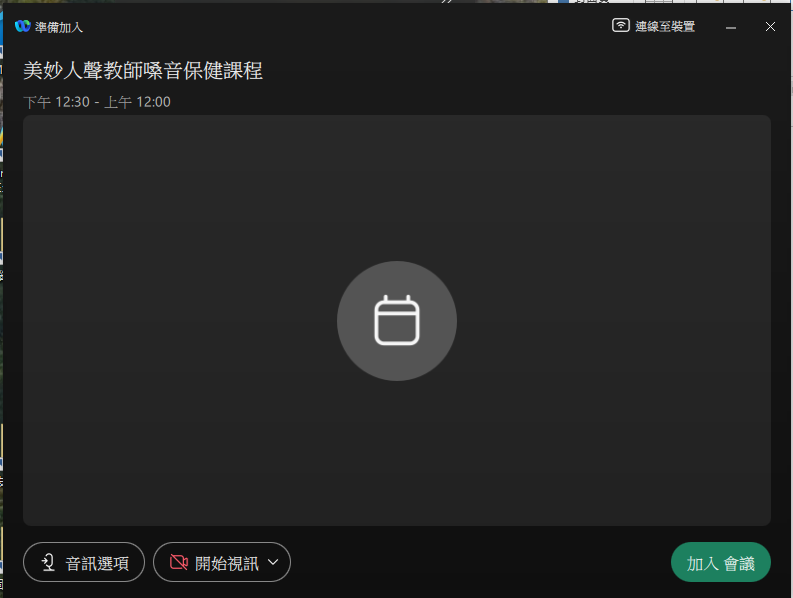 準備加入
連線至裝置
美妙人聲教師嗓音保健課程
下午 12:30 - 上午 12:00
音訊選項
開始視訊
加入 會議